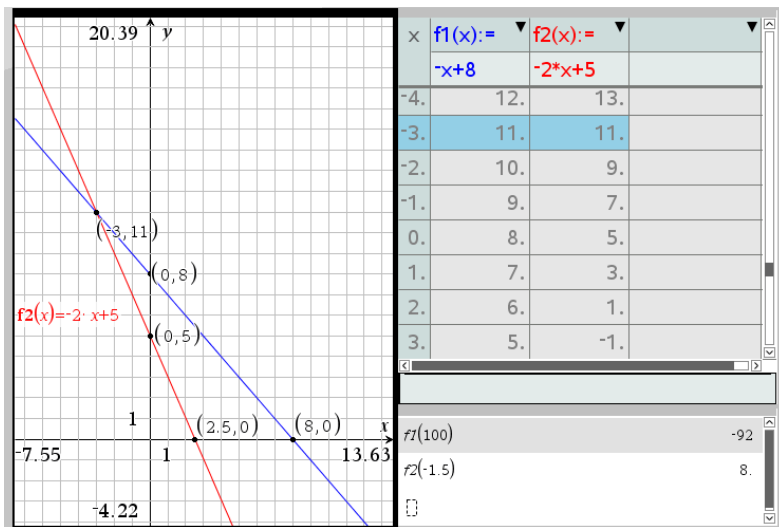 20.39 y
(-3,11)
(0,8)
f2(x)=-2· x+5
(0,5)
1
(2.5,0)
(8,0)
x
-7.55
1
13.63
-4.22
x f1(x):= ▼ f2(x):= ▼ ▼
-x+8 -2*x+5
-4. 12. 13.
-3. 11. 11.
-2. 10. 9.
-1. 9. 7.
0. 8. 5.
1. 7. 3.
2. 6. 1.
3. 5. -1.
f1(100) -92
f2(-1.5) 8.